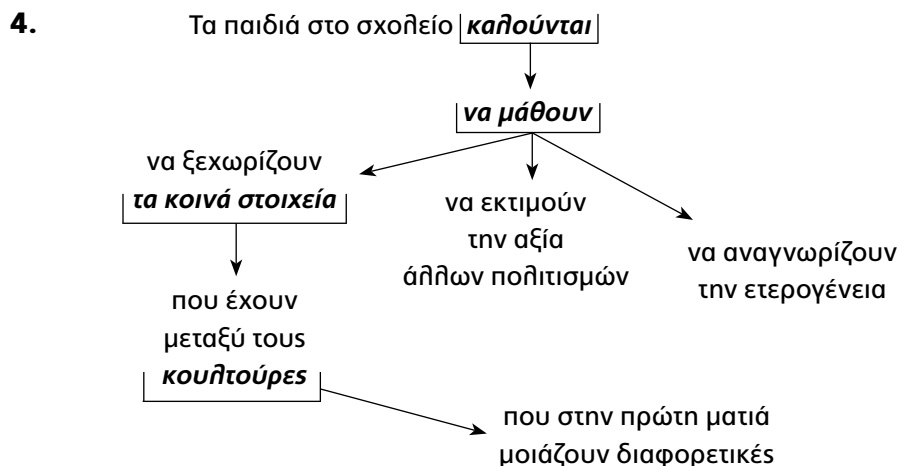 4. Τα παιδιά στο σχολείο καλούνται
να μάθουν
να ξεχωρίζουν
τα κοινά στοιχεία
να εκτιμούν
την αξία
άλλων πολιτισμών
να αναγνωρίζουν
την ετερογένεια
που έχουν
μεταξύ τους
κουλτούρες
που στην πρώτη ματιά
μοιάζουν διαφορετικές